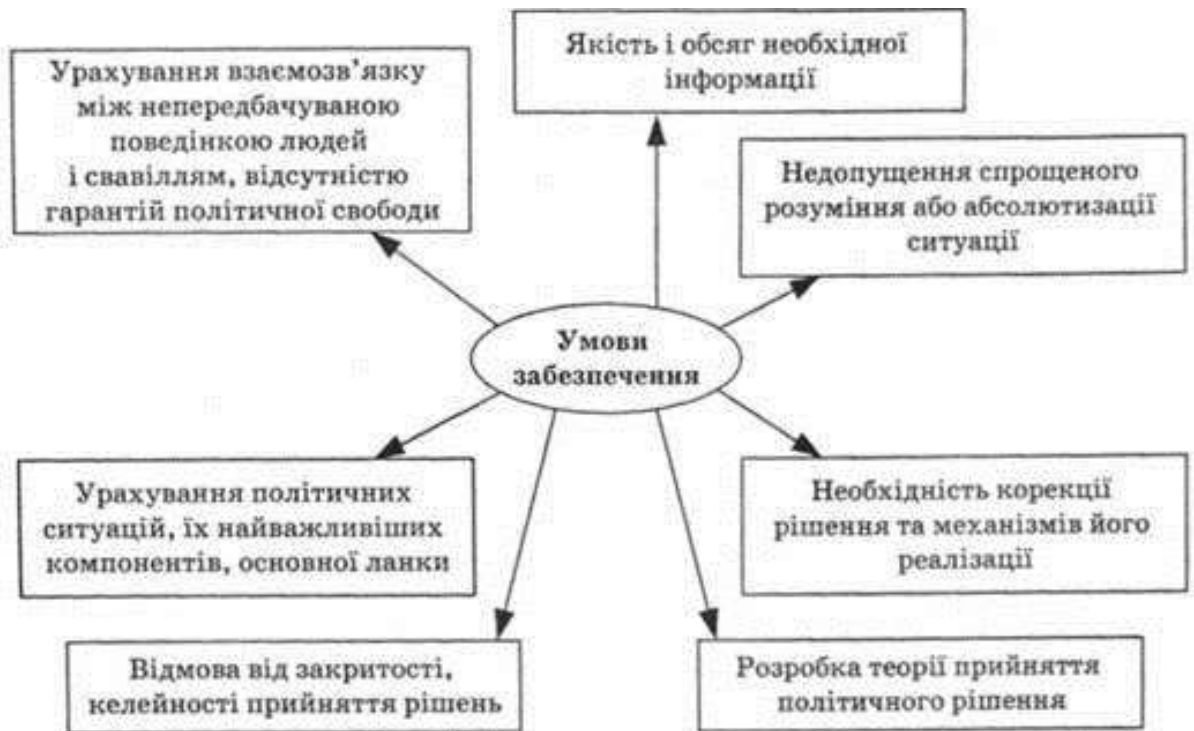 Якість і обсяг необхідної
інформації
Урахування взаємозв’язку
між непередбачуваною
поведінкою людей
і свавіллям, відсутністю
гарантій політичної свободи
Недопущення спрощеного
розуміння або абсолютизації
ситуації
Умови
забезпечення
Урахування політичних
ситуацій, їх найважливіших
компонентів, основної ланки
Необхідність корекції
рішення та механізмів його
реалізації
Відмова від закритості,
келейності прийняття рішень
Розробка теорії прийняття
політичного рішення